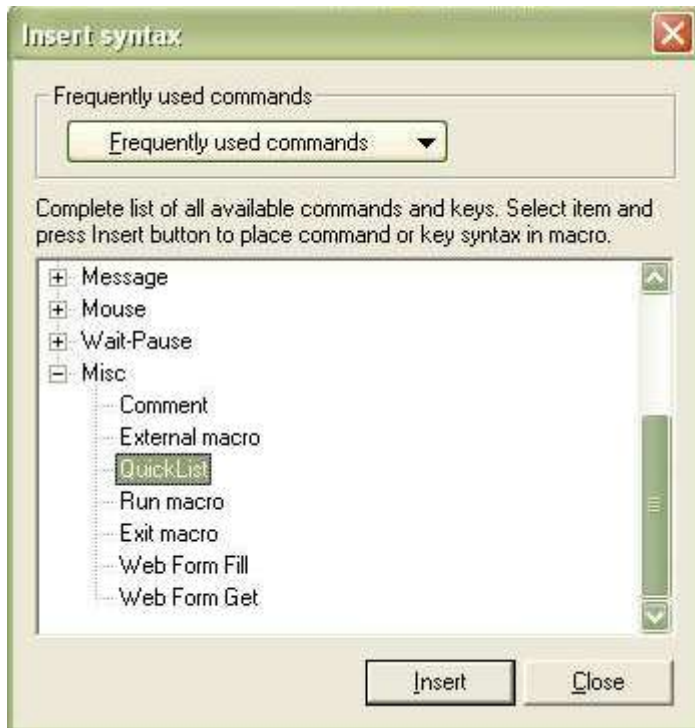 Insert syntax
Frequently used commands
Frequently used commands
Complete list of all available commands and keys. Select item and
press Insert button to place command or key syntax in macro.
Message
Mouse
Wait-Pause
Misc
Comment
External macro
QuickList
Run macro
Exit macro
Web Form Fill
Web Form Get
Insert Close